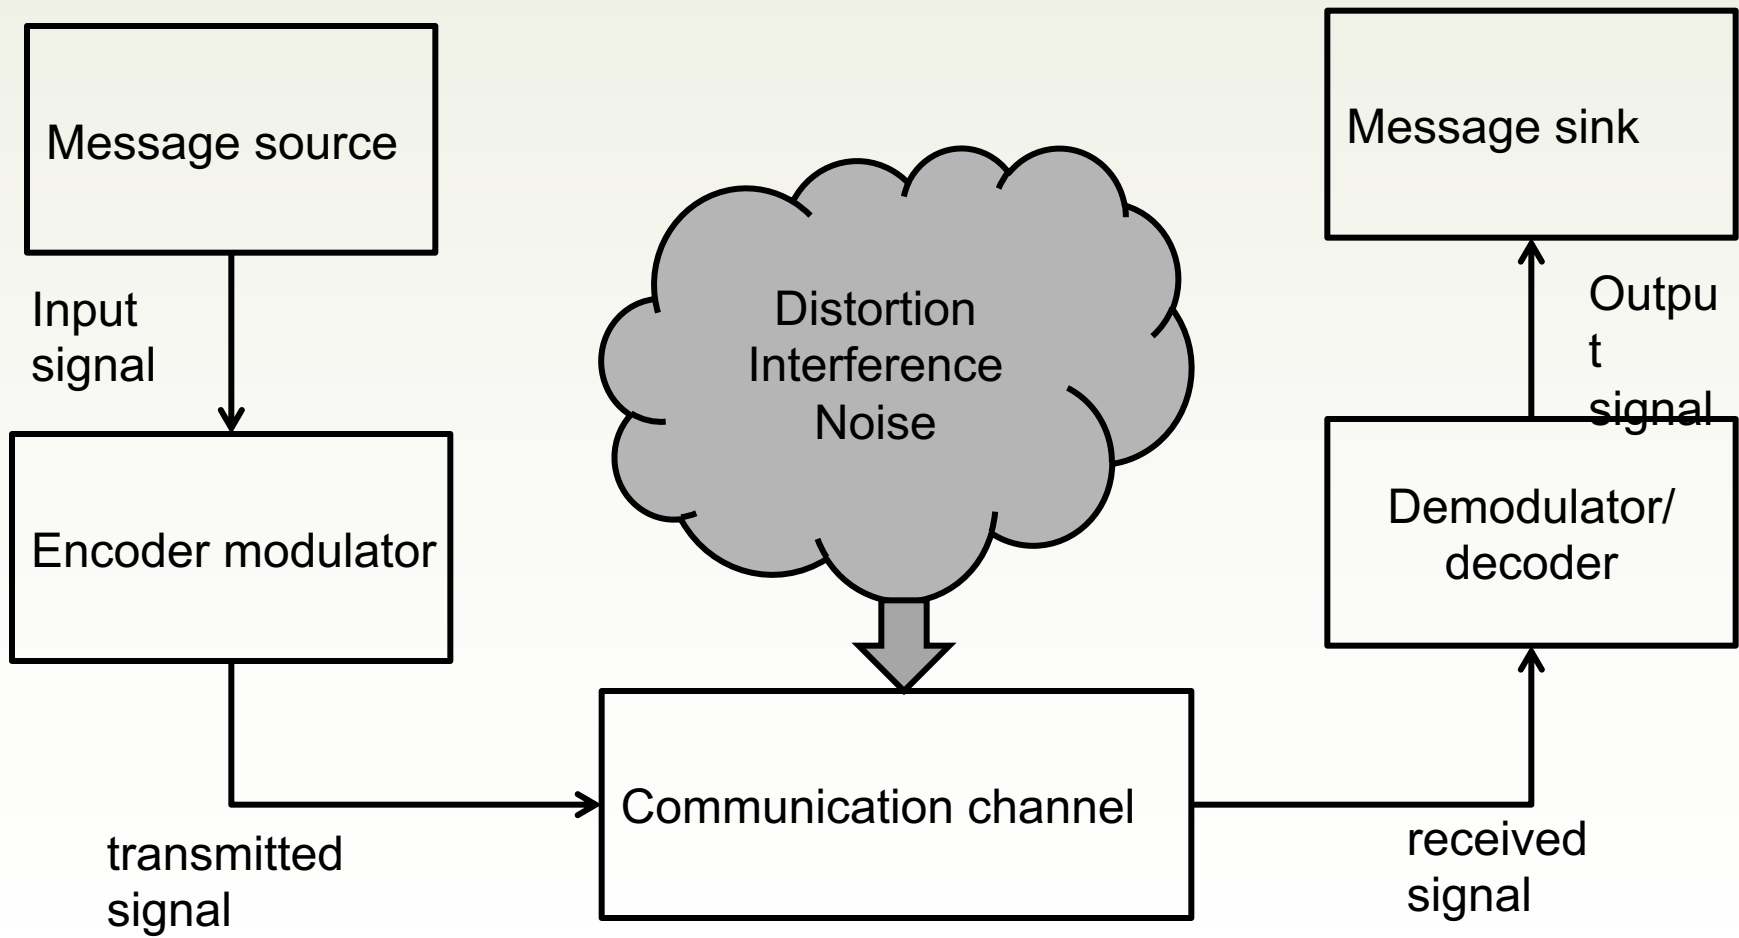 Message source
Message sink
Input
signal
Distortion
Interference
Noise
Outpu
t
signal
Encoder modulator
Demodulator/
decoder
Communication channel
transmitted
signal
received
signal